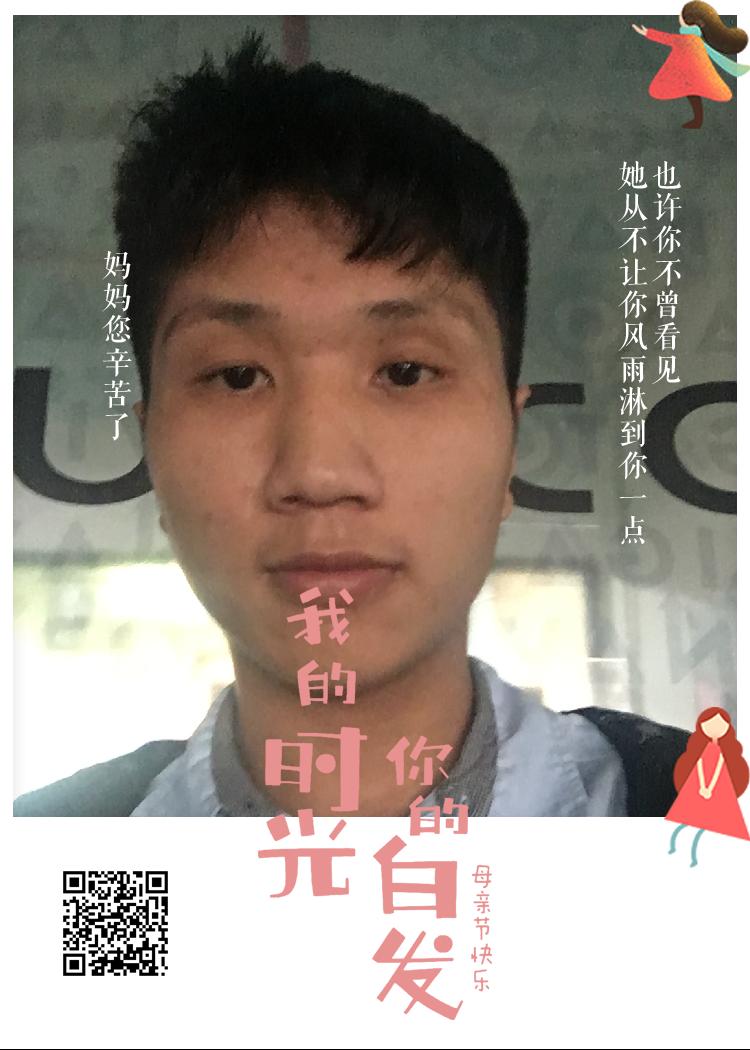 也许你不曾看见
她从不让你风雨淋到你一点
妈妈您辛苦了
我的时光
你的白发
母亲节快乐